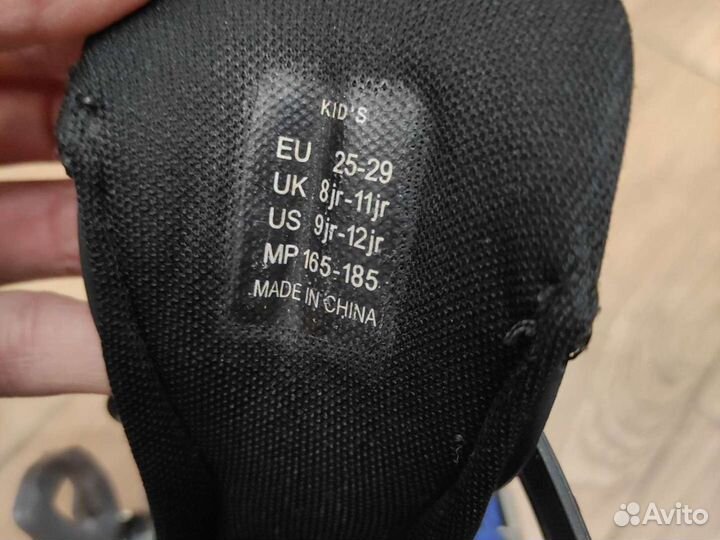 KID'S
EU 25-29
UK 8jr-11jr
US 9jr-12jr
MP 165-185
MADE IN CHINA
Avito